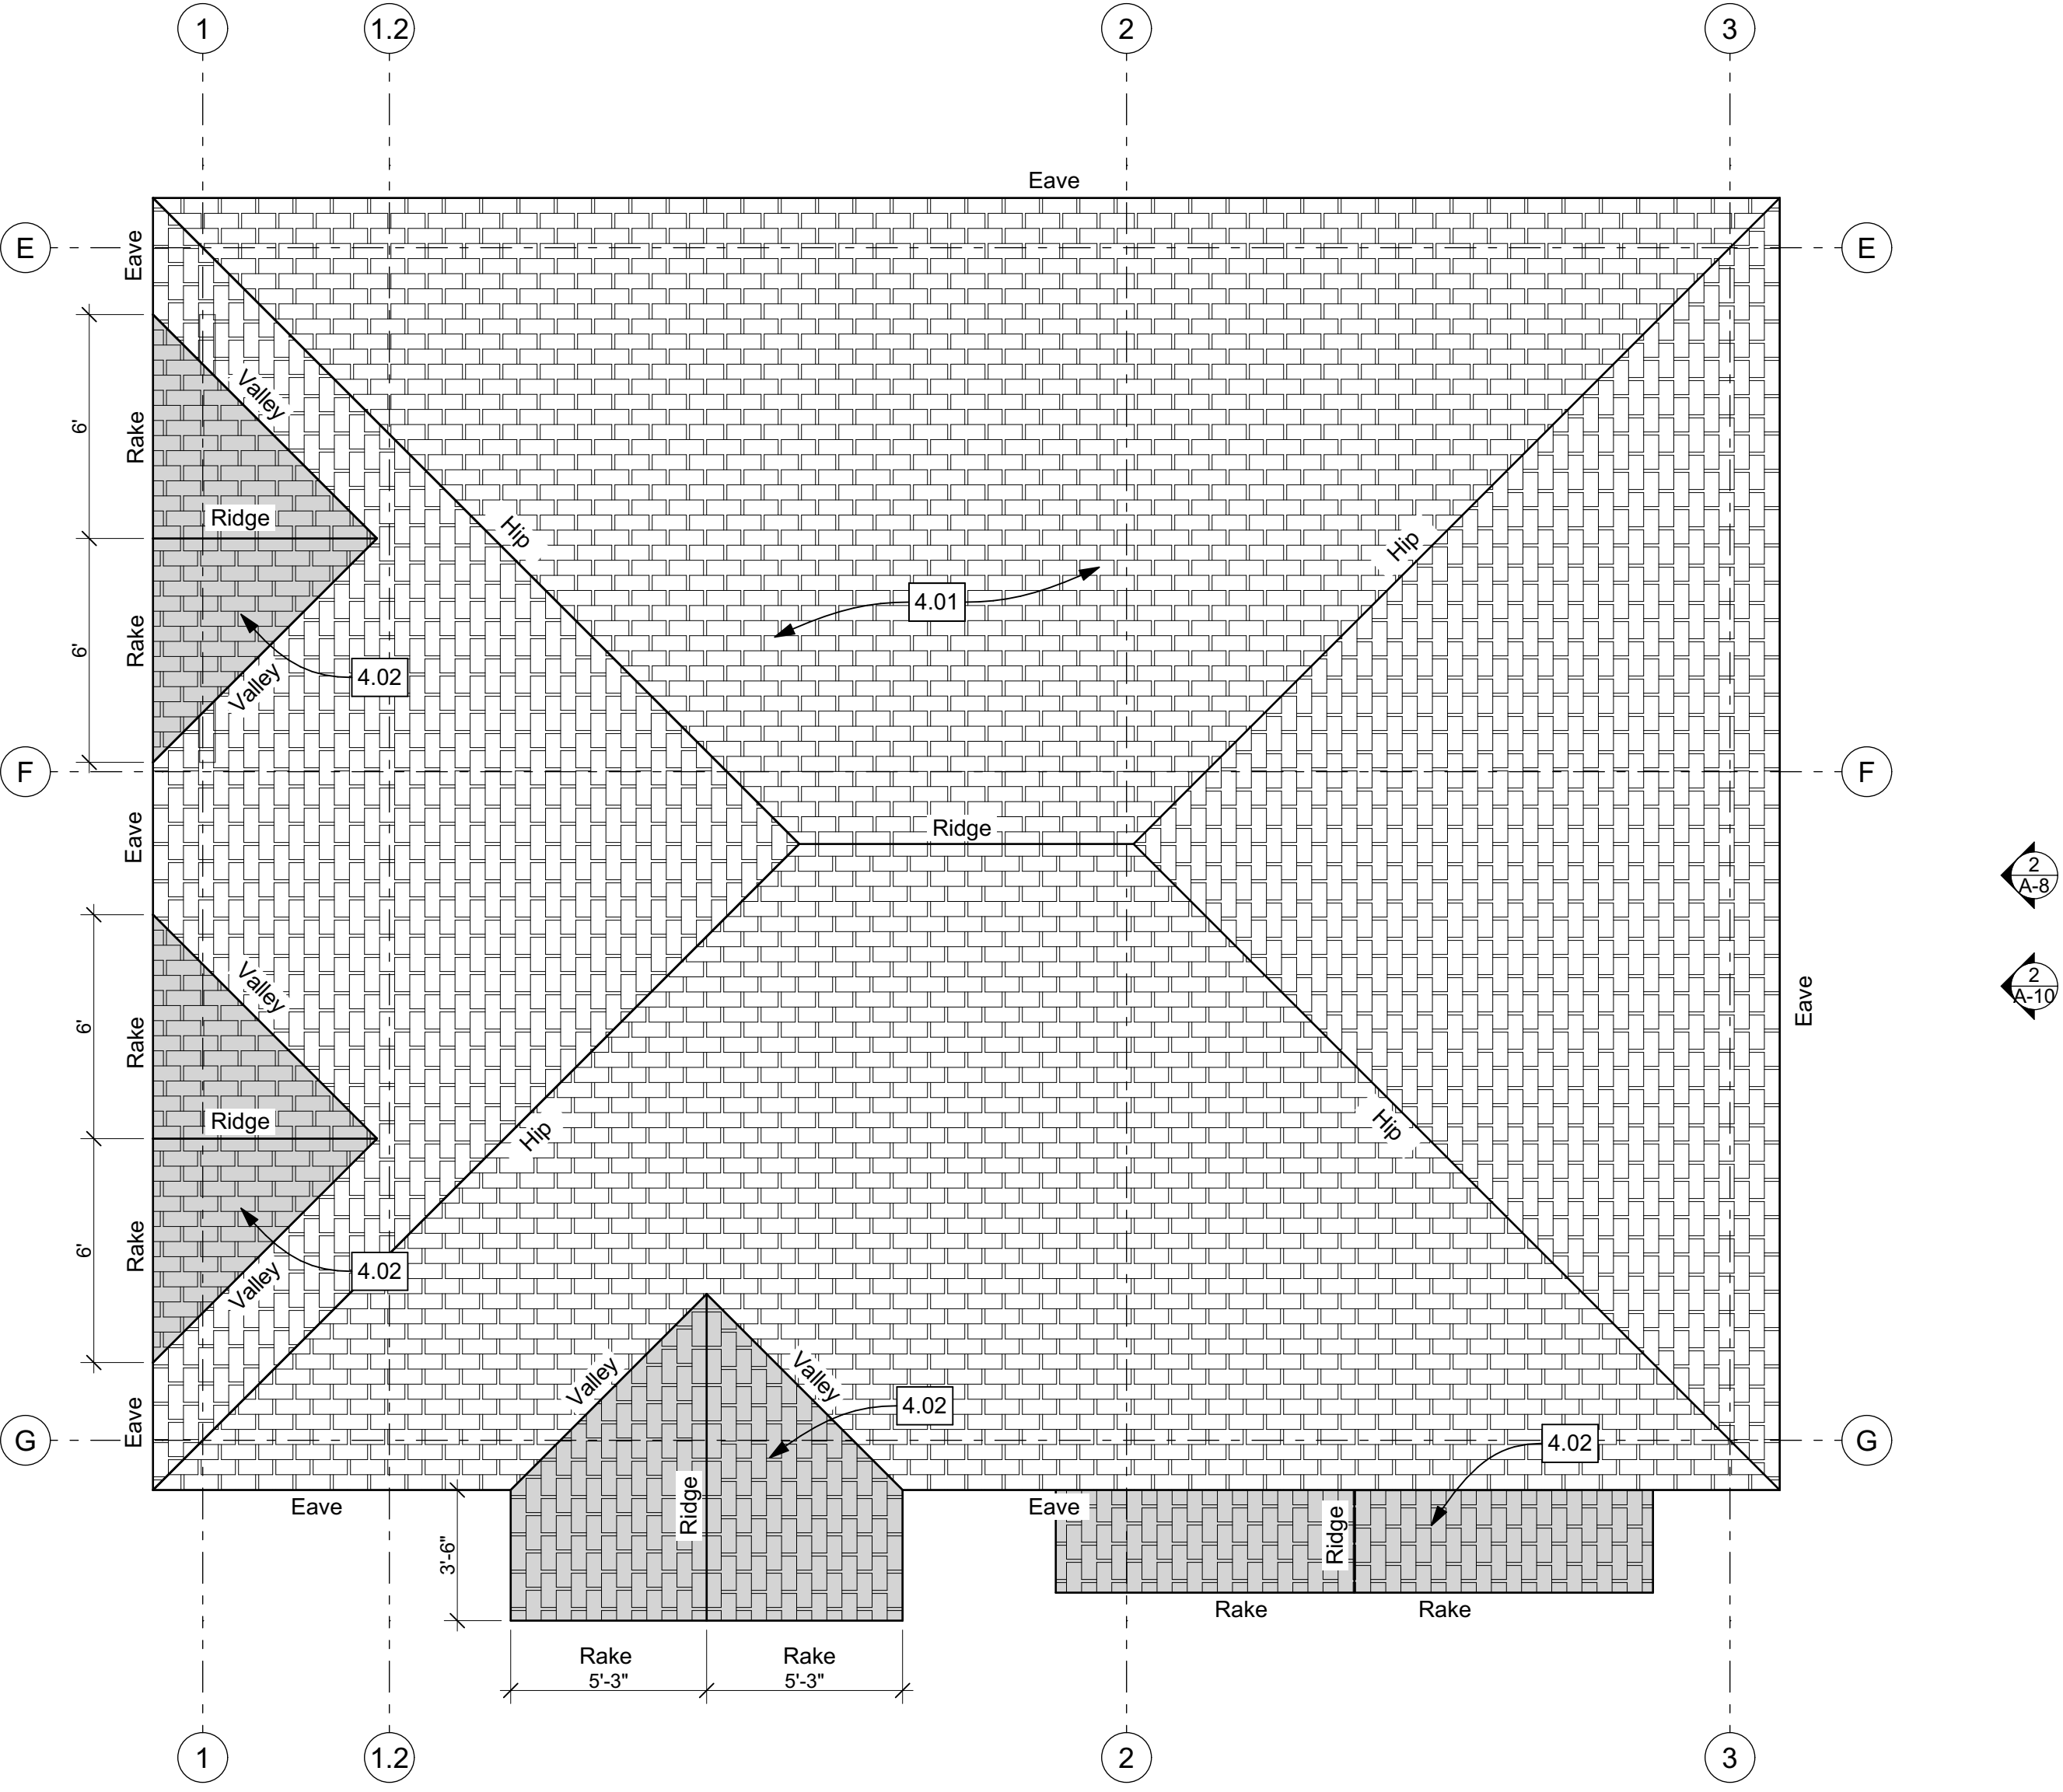 1
1.2
2
3
Eave
E
Eave
E
Valley
6'
Rake
Ridge
Hip
Hip
4.01
6'
Rake
Valley
4.02
F
F
Eave
Ridge
2
A-8
Valley
2
A-10
Eave
6'
Rake
Ridge
Hip
Hip
6'
Rake
Valley
4.02
Valley
Valley
4.02
G
Eave
4.02
G
Eave
3'-6"
Ridge
Eave
Ridge
Rake
Rake
Rake
Rake
5'-3"
5'-3"
1
1.2
2
3